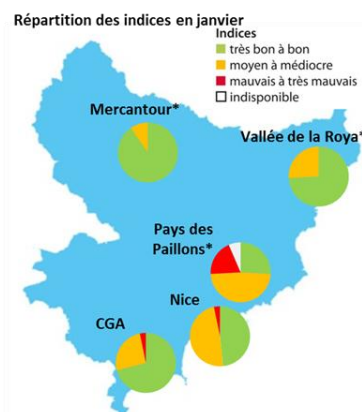 Répartition des indices en janvier
Indices
très bon à bon
moyen à médiocre
mauvais à très mauvais
indisponible
Mercantour*
Vallée de la Roya*
Pays des
Paillons*
Nice
CGA